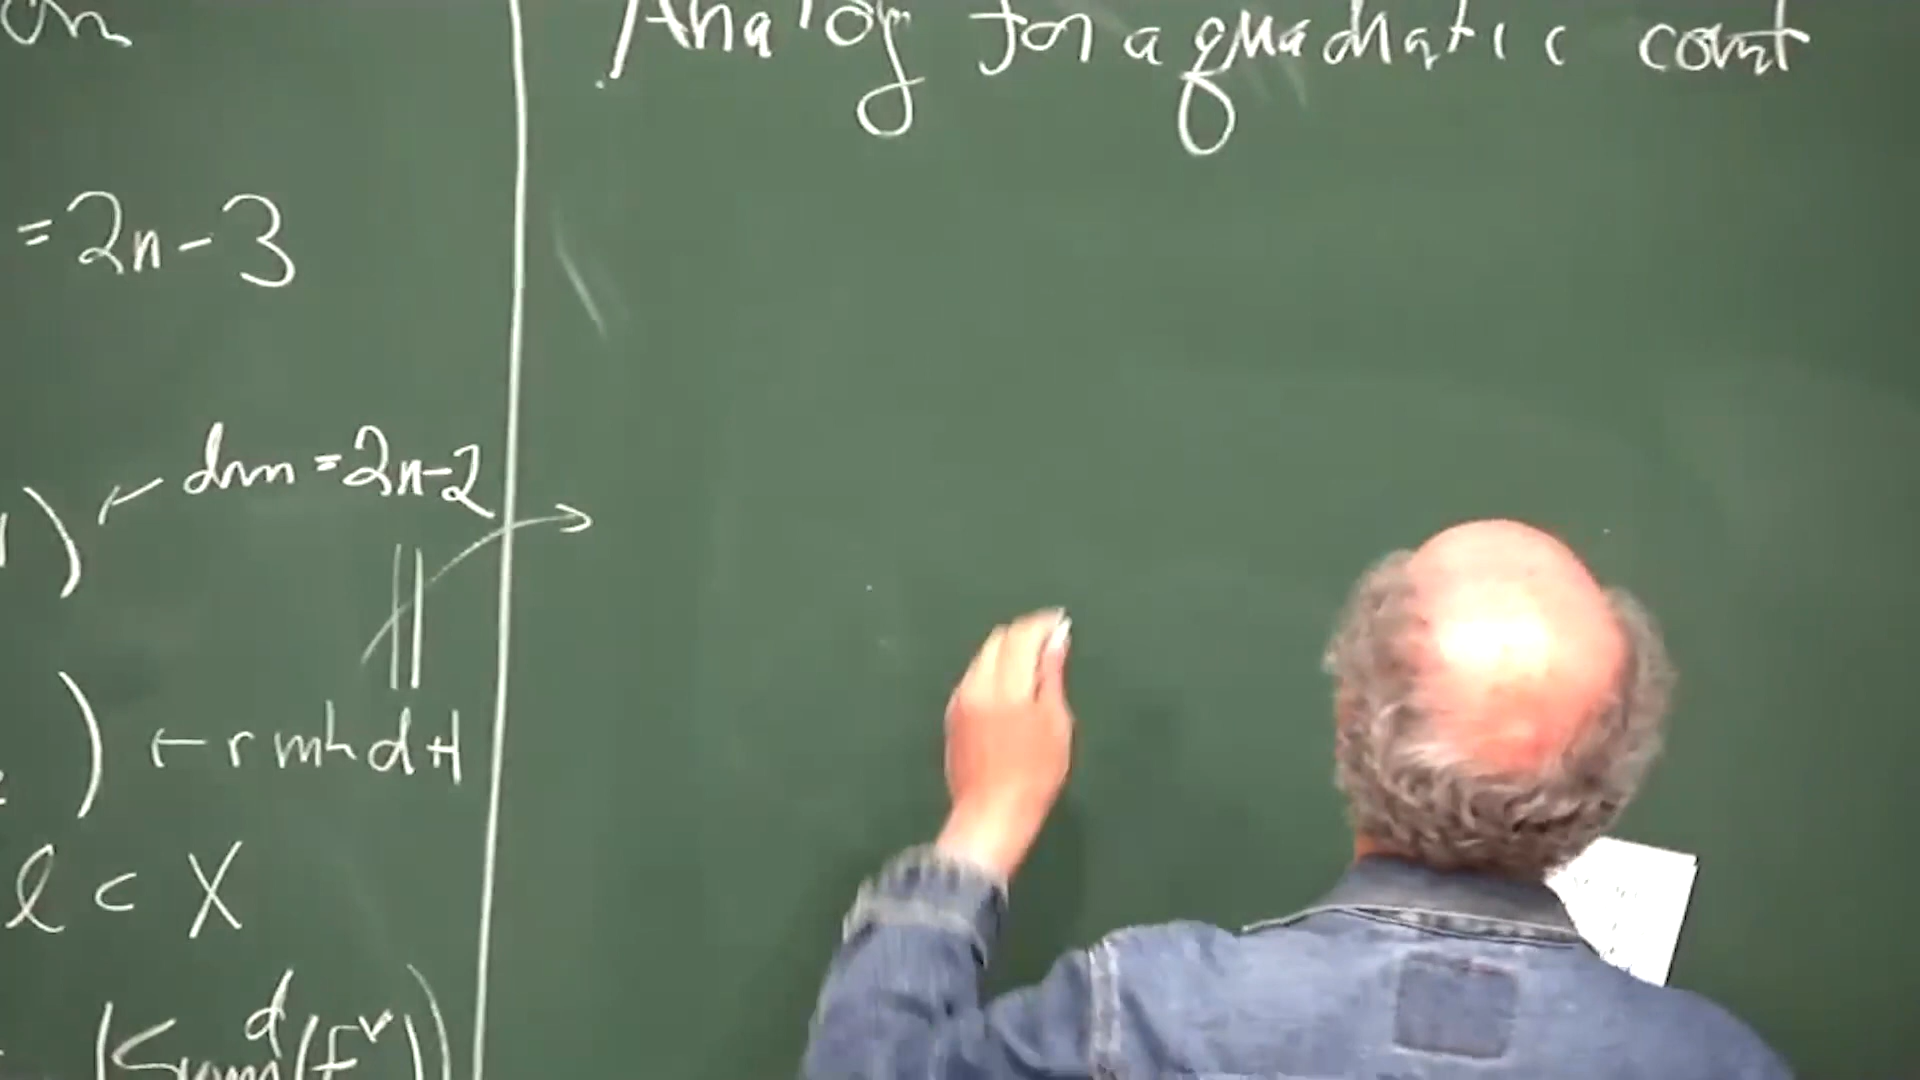 Analog for a quadratic count
= 2n - 3
← dim = 2n-2
)
||
) ← rank d+1
l ⊂ X
(Sym^d(E^v))